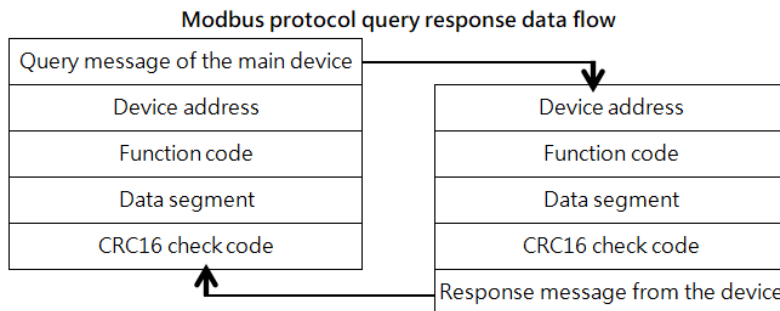 Modbus protocol query response data flow
Query message of the main device
Device address
Function code
Data segment
CRC16 check code
Device address
Function code
Data segment
CRC16 check code
Response message from the device